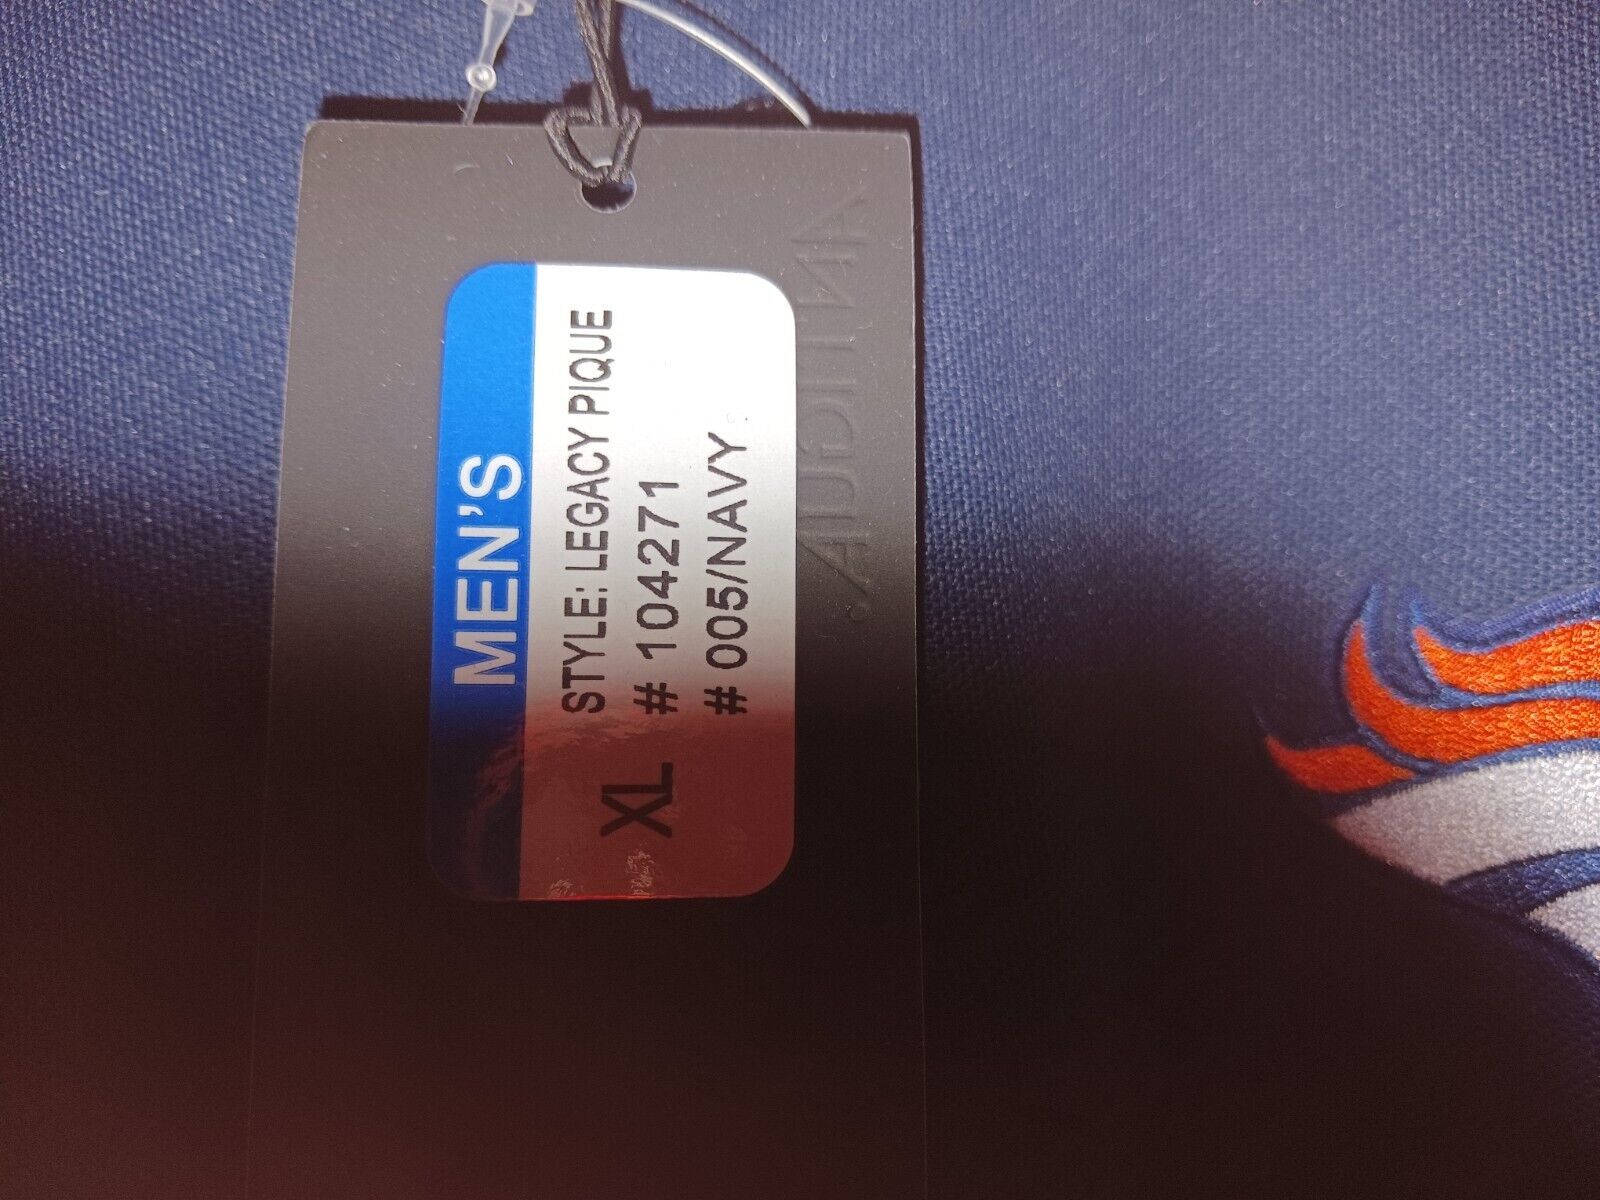 MEN'S
STYLE: LEGACY PIQUE
XL # 104271
# 005/NAVY